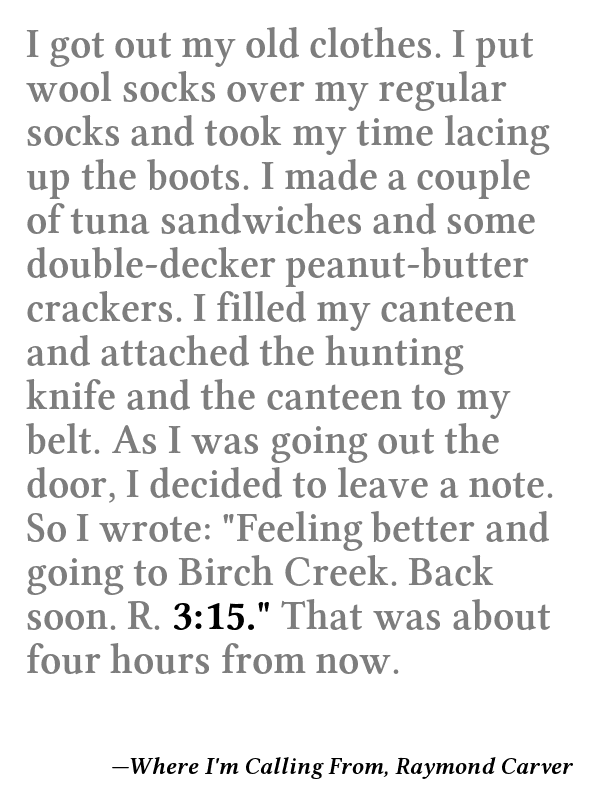 I got out my old clothes. I put
wool socks over my regular
socks and took my time lacing
up the boots. I made a couple
of tuna sandwiches and some
double-decker peanut-butter
crackers. I filled my canteen
and attached the hunting
knife and the canteen to my
belt. As I was going out the
door, I decided to leave a note.
So I wrote: "Feeling better and
going to Birch Creek. Back
soon. R. 3:15." That was about
four hours from now.
—Where I'm Calling From, Raymond Carver